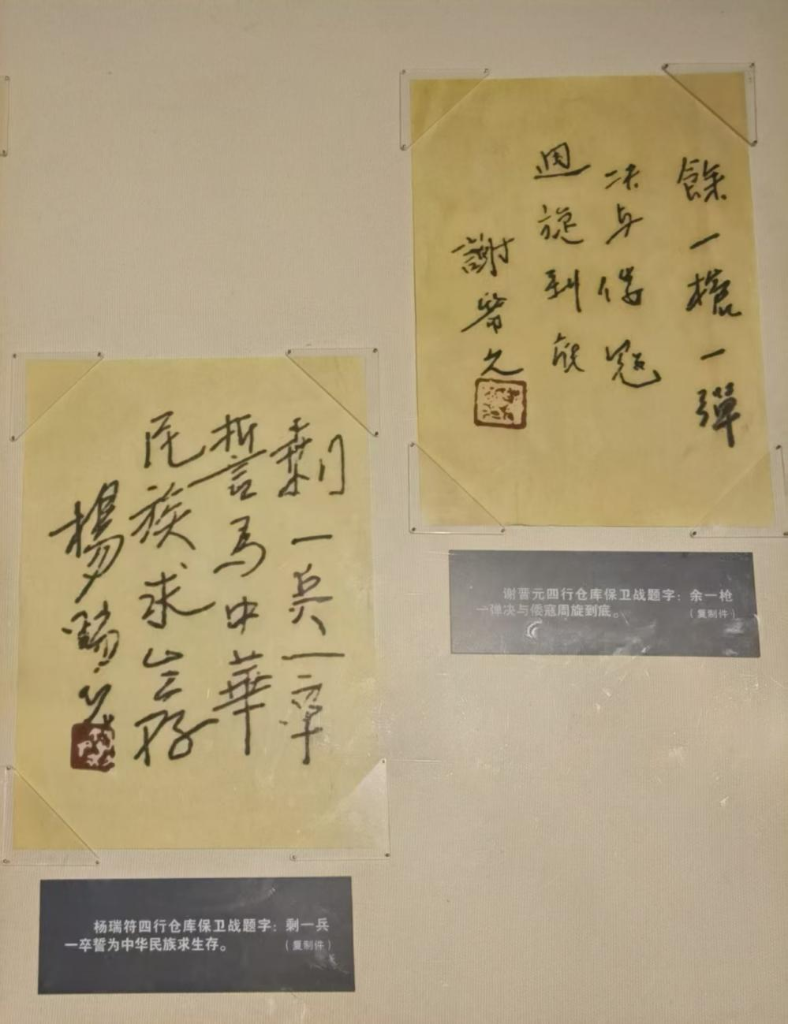 餘一槍一彈
决与倭寇
週旋到底
謝晉元
谢晋元四行仓库保卫战题字：余一枪
一弹决与倭寇周旋到底。 （复制件）
剩一兵一卒
誓為中華
民族求生存
楊瑞符
杨瑞符四行仓库保卫战题字：剩一兵
一卒誓为中华民族求生存。 （复制件）